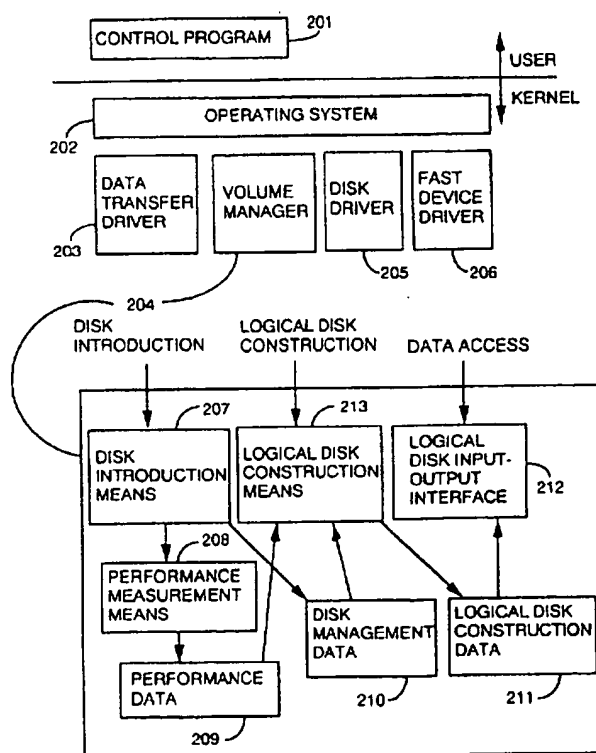 CONTROL PROGRAM
201
USER
KERNEL
OPERATING SYSTEM
202
DATA
TRANSFER
DRIVER
203
VOLUME
MANAGER
DISK
DRIVER
FAST
DEVICE
DRIVER
205
206
204
DISK
INTRODUCTION
LOGICAL DISK
CONSTRUCTION
DATA ACCESS
207
213
DISK
INTRODUCTION
MEANS
LOGICAL DISK
CONSTRUCTION
MEANS
LOGICAL
DISK INPUT-
OUTPUT
INTERFACE
212
208
PERFORMANCE
MEASUREMENT
MEANS
DISK
MANAGEMENT
DATA
LOGICAL DISK
CONSTRUCTION
DATA
PERFORMANCE
DATA
209
210
211